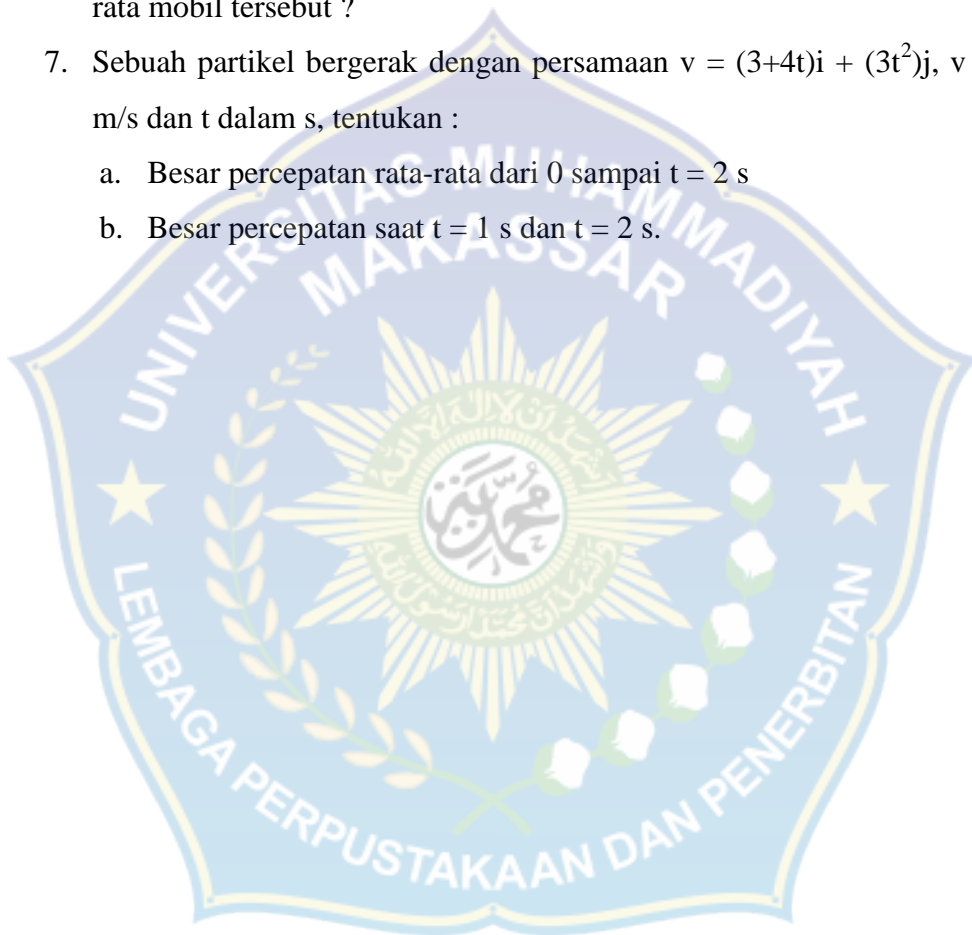 rata mobil tersebut ?
7. Sebuah partikel bergerak dengan persamaan v = (3+4t)i + (3t²)j, v
m/s dan t dalam s, tentukan :
a. Besar percepatan rata-rata dari 0 sampai t = 2 s
b. Besar percepatan saat t = 1 s dan t = 2 s.
UNIVERSITAS MUHAMMADIYAH
MAKASSAR
LEMBAGA PERPUSTAKAAN DAN PENERBITAN